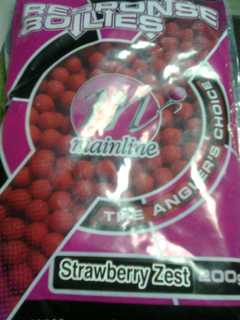 RESPONSE
BOILIES
m
mainline
THE ANGLER'S CHOICE
Strawberry Zest
200g